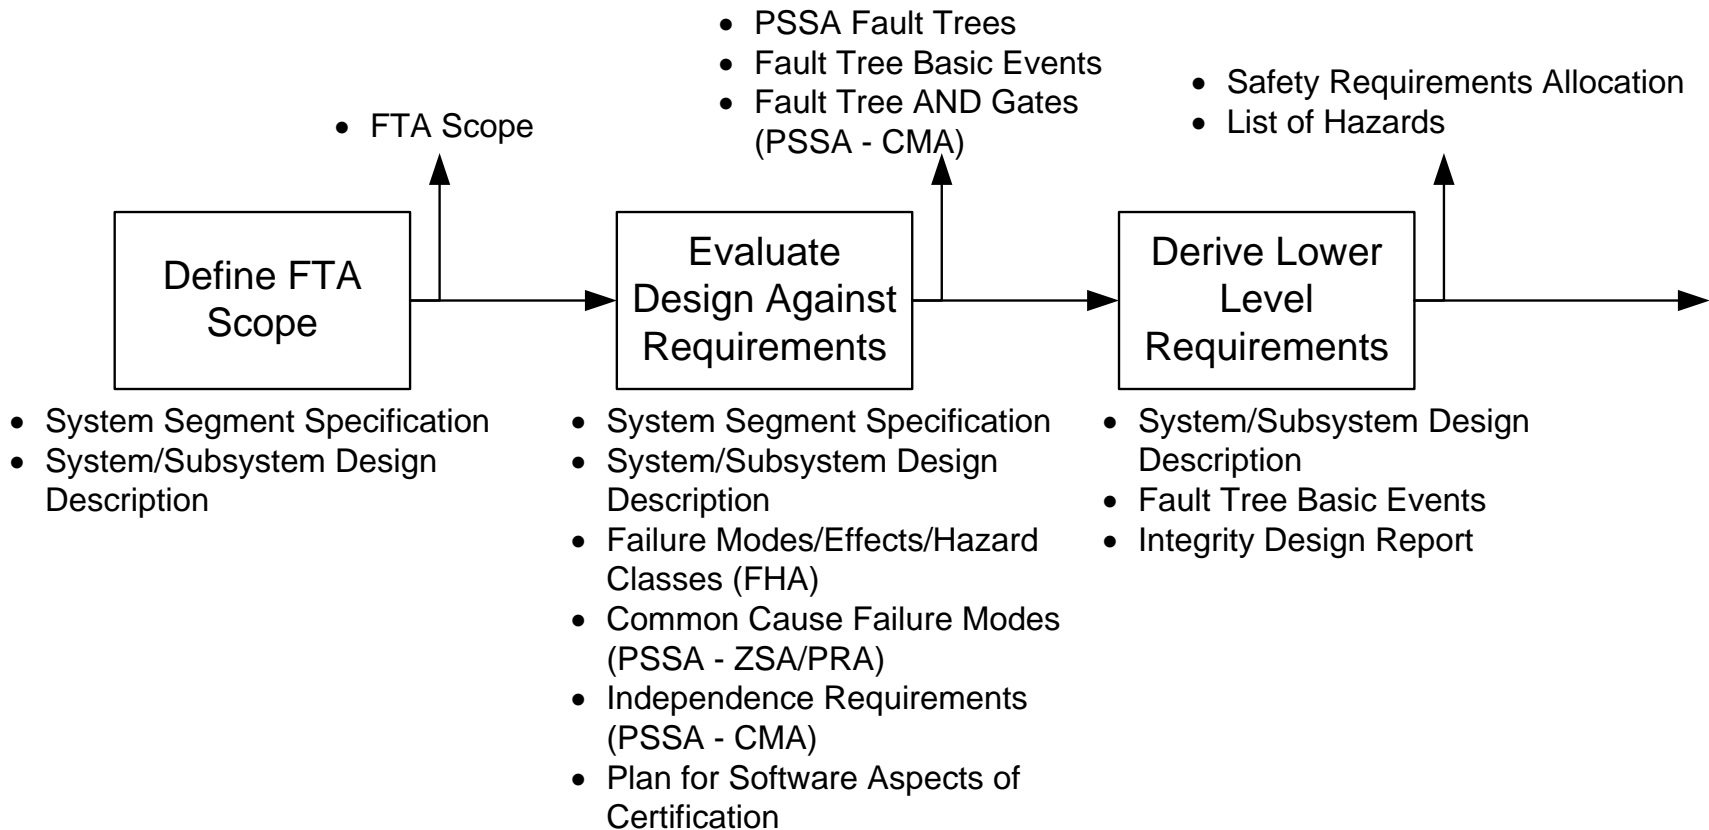 • PSSA Fault Trees
• Fault Tree Basic Events
• Fault Tree AND Gates
(PSSA - CMA)
• Safety Requirements Allocation
• List of Hazards
• FTA Scope
Define FTA
Scope
Evaluate
Design Against
Requirements
Derive Lower
Level
Requirements
• System Segment Specification
• System/Subsystem Design
Description
• System Segment Specification
• System/Subsystem Design
Description
• Failure Modes/Effects/Hazard
Classes (FHA)
• Common Cause Failure Modes
(PSSA - ZSA/PRA)
• Independence Requirements
(PSSA - CMA)
• Plan for Software Aspects of
Certification
• System/Subsystem Design
Description
• Fault Tree Basic Events
• Integrity Design Report